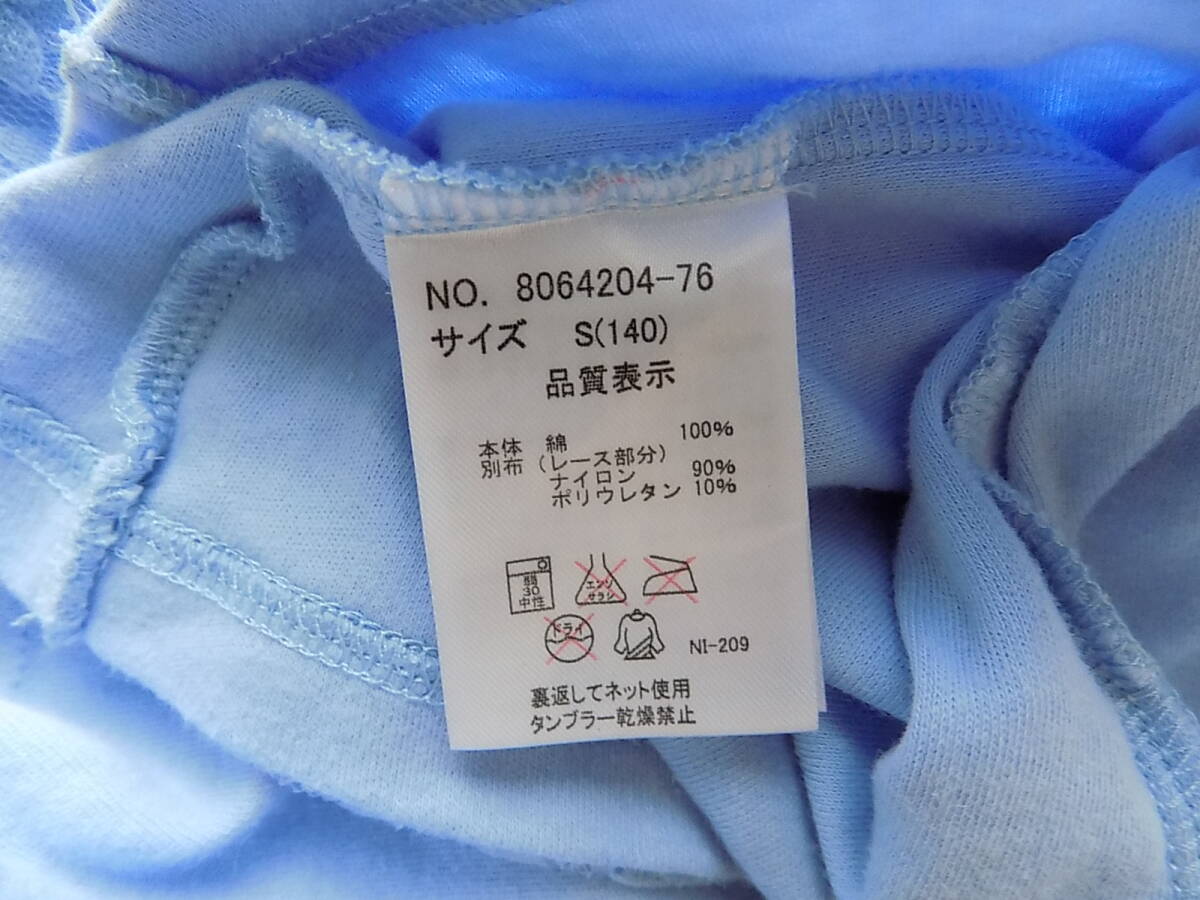 NO. 8064204-76
サイズ S(140)
品質表示
本体 綿 100%
別布 (レース部分)
ナイロン 90%
ポリウレタン 10%
弱
30
中性
エンソ
サラシ
ドライ
NI-209
裏返してネット使用
タンブラー乾燥禁止